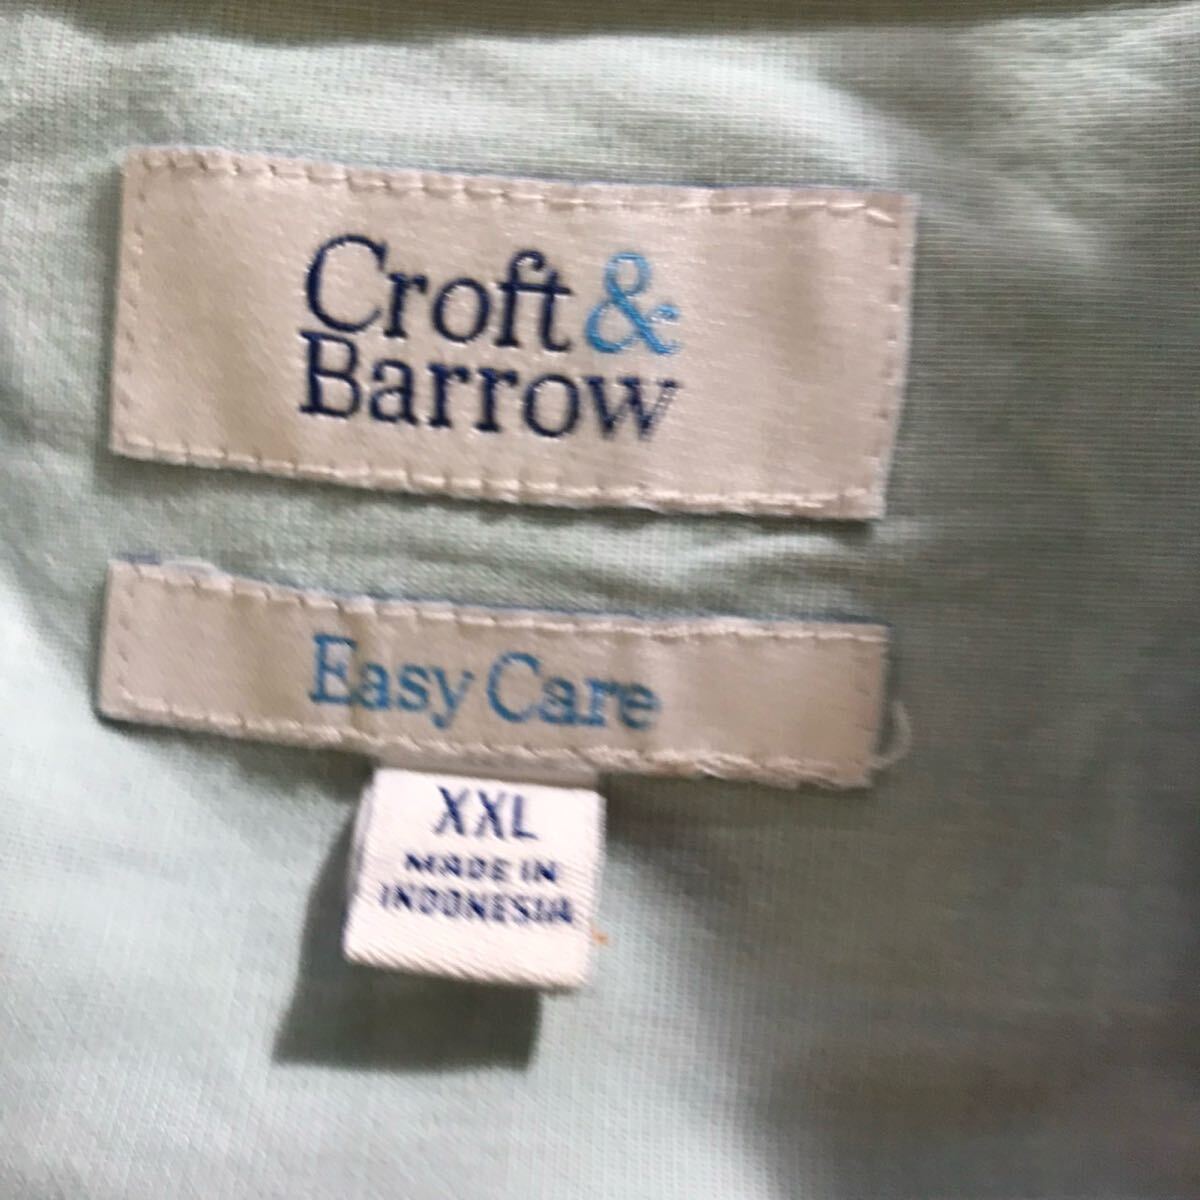 Croft &
Barrow
Easy Care
XXL
MADE IN
INDONESIA